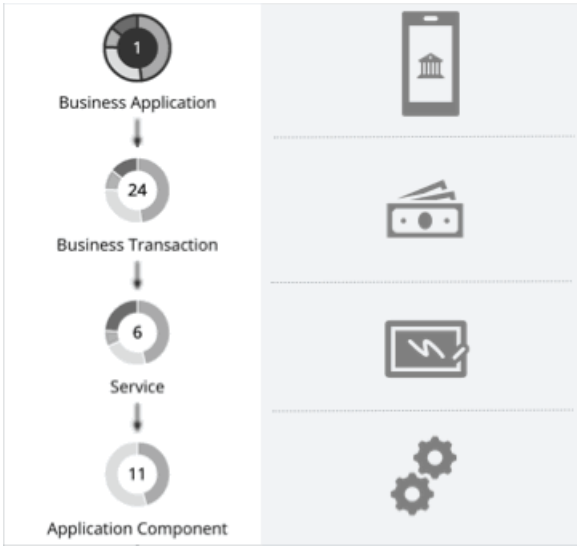 1
Business Application
24
Business Transaction
6
Service
11
Application Component